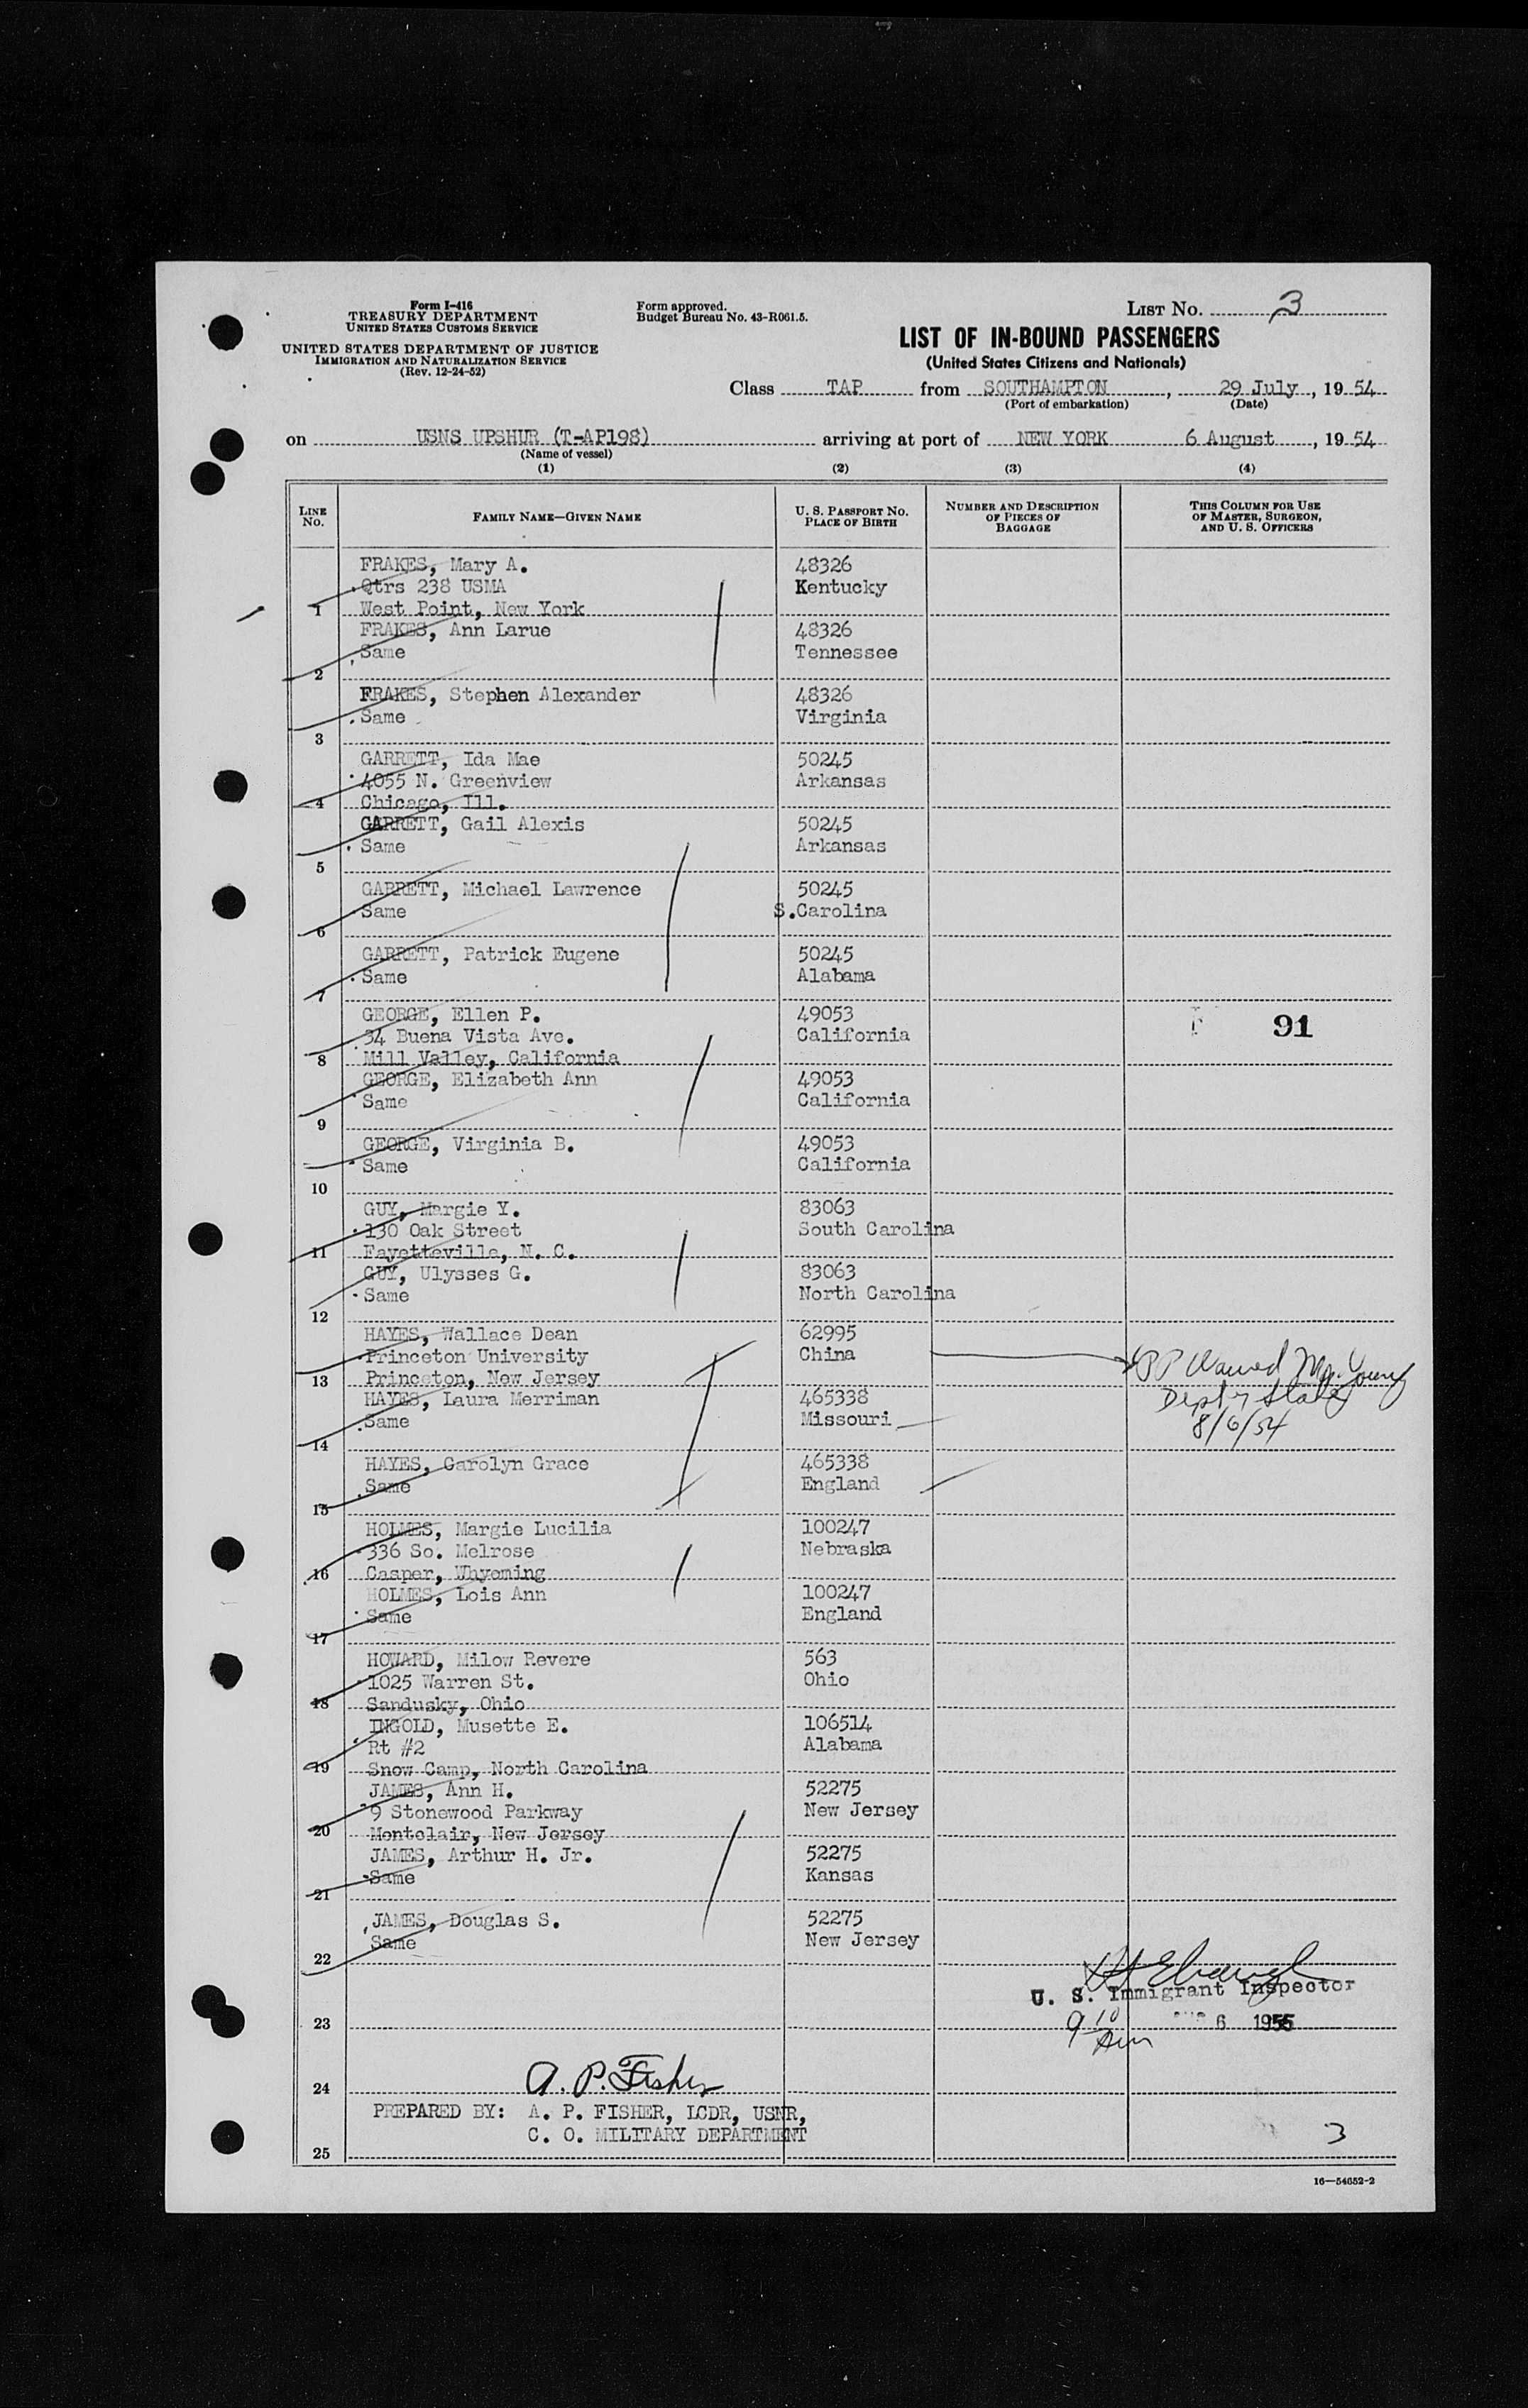 Form I-416
TREASURY DEPARTMENT
UNITED STATES CUSTOMS SERVICE
UNITED STATES DEPARTMENT OF JUSTICE
IMMIGRATION AND NATURALIZATION SERVICE
(Rev. 12-24-52)
Form approved.
Budget Bureau No. 43-R061.5.
LIST NO. 3
LIST OF IN-BOUND PASSENGERS
(United States Citizens and Nationals)
Class TAP from SOUTHAMPTON, 29 July, 1954
(Port of embarkation) (Date)
on USNS UPSHUR (T-AP198) arriving at port of NEW YORK 6 August, 1954
(Name of vessel)
(1) (2) (3) (4)
LINE NO.
FAMILY NAME—GIVEN NAME
U. S. PASSPORT NO.
PLACE OF BIRTH
NUMBER AND DESCRIPTION
OF PIECES OF
BAGGAGE
THIS COLUMN FOR USE
OF MASTER, SURGEON,
AND U. S. OFFICERS
FRAKES, Mary A. 48326
Qtrs 238 USMA Kentucky
1 West Point, New York
FRAKES, Ann Larue 48326
Same Tennessee
2
FRAKES, Stephen Alexander 48326
Same Virginia
3
GARRETT, Ida Mae 50245
4055 N. Greenview Arkansas
4 Chicago, Ill.
GARRETT, Gail Alexis 50245
Same Arkansas
5
GARRETT, Michael Lawrence 50245
Same S.Carolina
6
GARRETT, Patrick Eugene 50245
Same Alabama
7
GEORGE, Ellen P. 49053
34 Buena Vista Ave. California 91
8 Mill Valley, California
GEORGE, Elizabeth Ann 49053
Same California
9
GEORGE, Virginia B. 49053
Same California
10
GUY, Margie Y. 83063
130 Oak Street South Carolina
11 Fayetteville, N. C.
GUY, Ulysses G. 83063
Same North Carolina
12
HAYES, Wallace Dean 62995
Princeton University China PP Waived Mr. Young
13 Princeton, New Jersey
HAYES, Laura Merriman 465338 Dept of State
Same Missouri 8/6/54
14
HAYES, Carolyn Grace 465338
Same England
15
HOLMES, Margie Lucilia 100247
336 So. Melrose Nebraska
16 Casper, Whyoming
HOLMES, Lois Ann 100247
Same England
17
HOWARD, Milow Revere 563
1025 Warren St. Ohio
18 Sandusky, Ohio
INGOLD, Musette E. 106514
Rt #2 Alabama
19 Snow Camp, North Carolina
JAMES, Ann H. 52275
9 Stonewood Parkway New Jersey
20 Montclair, New Jersey
JAMES, Arthur H. Jr. 52275
Same Kansas
21
JAMES, Douglas S. 52275
Same New Jersey
22
U. S. Immigrant Inspector
23 9 10 Am 6
24 A. P. Fisher
PREPARED BY: A. P. FISHER, LCDR, USNR,
C. O. MILITARY DEPARTMENT 3
25
16—54652-2